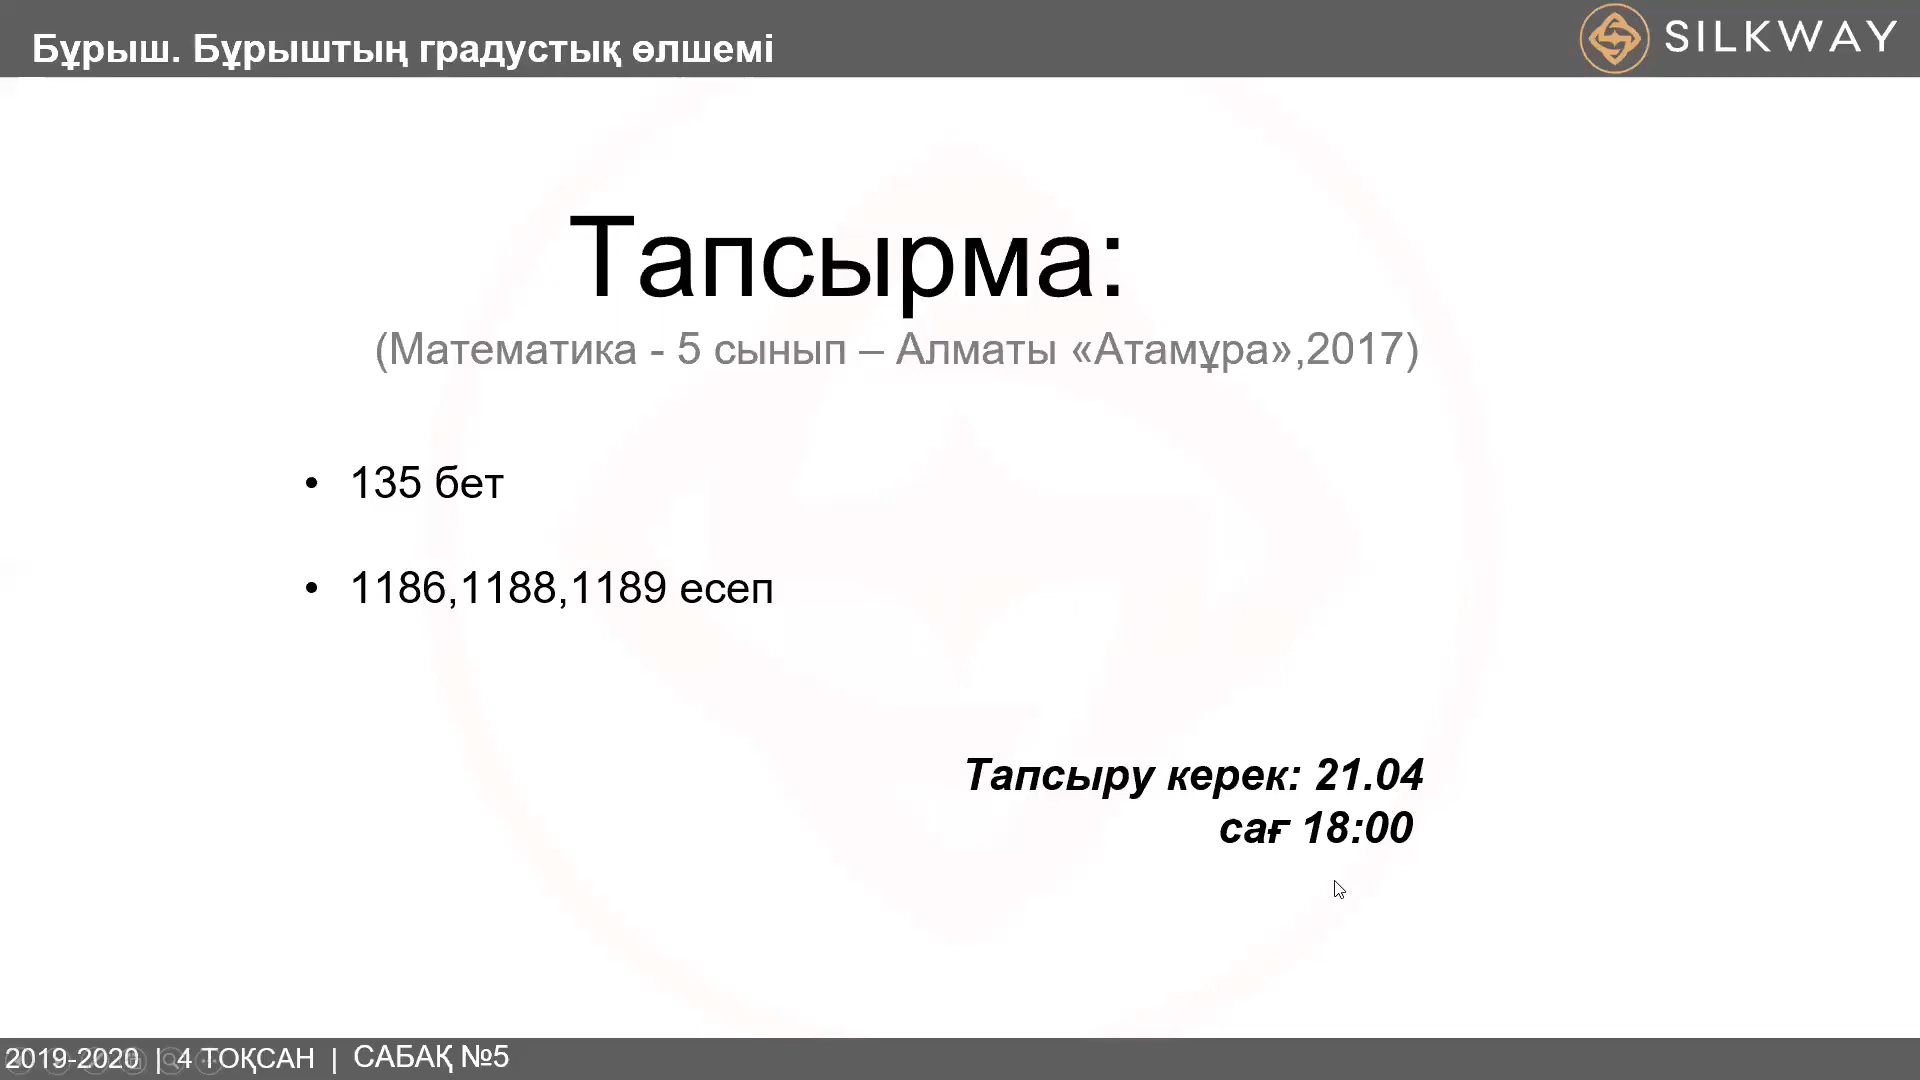 Бұрыш. Бұрыштың градустық өлшемі
SILKWAY
Тапсырма:
(Математика - 5 сынып – Алматы «Атамұра»,2017)
• 135 бет
• 1186,1188,1189 есеп
Тапсыру керек: 21.04
сағ 18:00
2019-2020 | 4 ТОҚСАН | САБАҚ №5